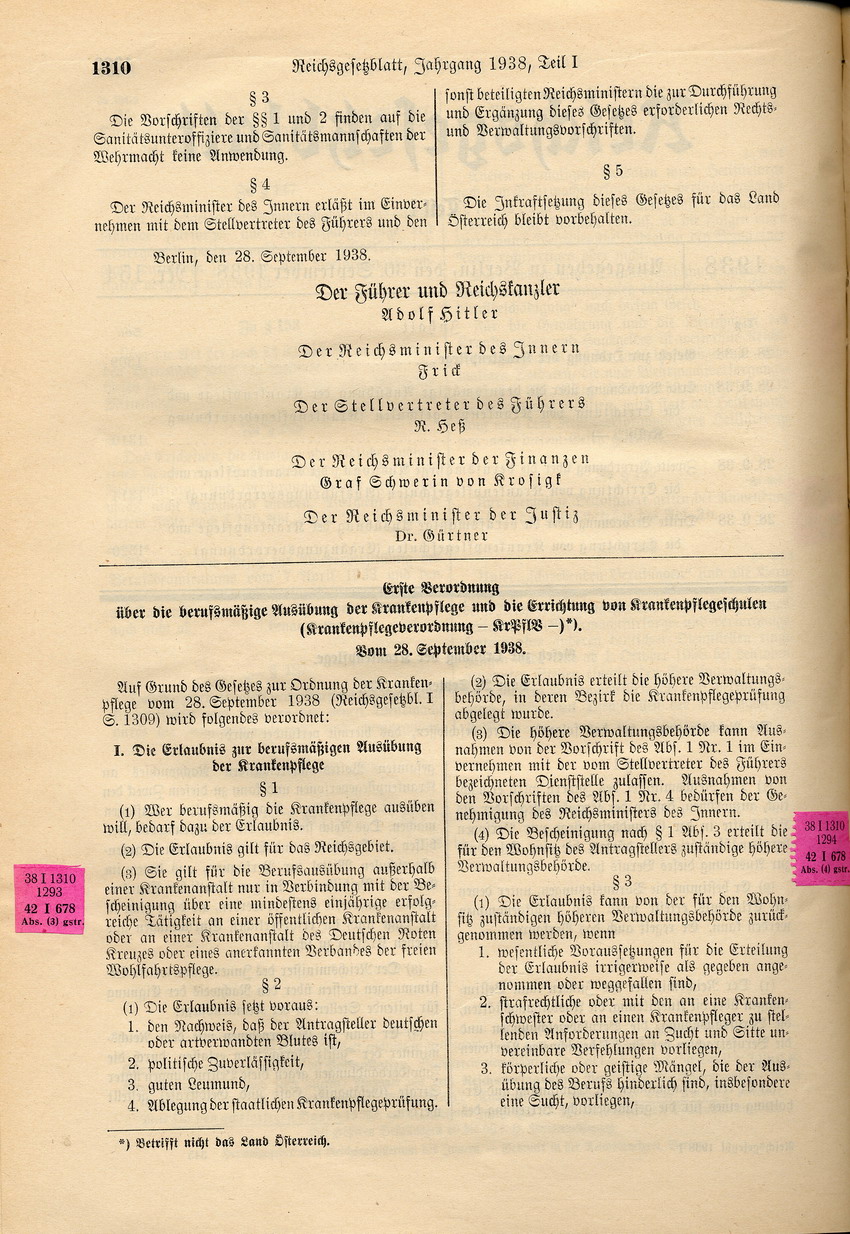 1310
Reichsgesetzblatt, Jahrgang 1938, Teil I
§ 3
Die Vorschriften der §§ 1 und 2 finden auf die
Sanitätsunteroffiziere und Sanitätsmannschaften der
Wehrmacht keine Anwendung.
§ 4
Der Reichsminister des Innern erläßt im Einver-
nehmen mit dem Stellvertreter des Führers und den
sonst beteiligten Reichsministern die zur Durchführung
und Ergänzung dieses Gesetzes erforderlichen Rechts-
und Verwaltungsvorschriften.
§ 5
Die Inkraftsetzung dieses Gesetzes für das Land
Österreich bleibt vorbehalten.
Berlin, den 28. September 1938.
Der Führer und Reichskanzler
Adolf Hitler
Der Reichsminister des Innern
Frick
Der Stellvertreter des Führers
R. Heß
Der Reichsminister der Finanzen
Graf Schwerin von Krosigk
Der Reichsminister der Justiz
Dr. Gürtner
Erste Verordnung
über die berufsmäßige Ausübung der Krankenpflege und die Errichtung von Krankenpflegeschulen
(Krankenpflegeverordnung – KrPflV –)*).
Vom 28. September 1938.
Auf Grund des Gesetzes zur Ordnung der Kranken-
pflege vom 28. September 1938 (Reichsgesetzbl. I
S. 1309) wird folgendes verordnet:
I. Die Erlaubnis zur berufsmäßigen Ausübung
der Krankenpflege
§ 1
(1) Wer berufsmäßig die Krankenpflege ausüben
will, bedarf dazu der Erlaubnis.
(2) Die Erlaubnis gilt für das Reichsgebiet.
(3) Sie gilt für die Berufsausübung außerhalb
einer Krankenanstalt nur in Verbindung mit der Be-
scheinigung über eine mindestens einjährige erfolg-
reiche Tätigkeit an einer öffentlichen Krankenanstalt
oder an einer Krankenanstalt des Deutschen Roten
Kreuzes oder eines anerkannten Verbandes der freien
Wohlfahrtspflege.
§ 2
(1) Die Erlaubnis setzt voraus:
1. den Nachweis, daß der Antragsteller deutschen
oder artverwandten Blutes ist,
2. politische Zuverlässigkeit,
3. guten Leumund,
4. Ablegung der staatlichen Krankenpflegeprüfung.
*) Betrifft nicht das Land Österreich.
38 I 1310
1293
42 I 678
Abs. (3) gstr.
(2) Die Erlaubnis erteilt die höhere Verwaltungs-
behörde, in deren Bezirk die Krankenpflegeprüfung
abgelegt wurde.
(3) Die höhere Verwaltungsbehörde kann Aus-
nahmen von der Vorschrift des Abs. 1 Nr. 1 im Ein-
vernehmen mit der vom Stellvertreter des Führers
bezeichneten Dienststelle zulassen. Ausnahmen von
den Vorschriften des Abs. 1 Nr. 4 bedürfen der Ge-
nehmigung des Reichsministers des Innern.
(4) Die Bescheinigung nach § 1 Abs. 3 erteilt die
für den Wohnsitz des Antragstellers zuständige höhere
Verwaltungsbehörde.
§ 3
(1) Die Erlaubnis kann von der für den Wohn-
sitz zuständigen höheren Verwaltungsbehörde zurück-
genommen werden, wenn
1. wesentliche Voraussetzungen für die Erteilung
der Erlaubnis irrigerweise als gegeben ange-
nommen oder weggefallen sind,
2. strafrechtliche oder mit den an eine Kranken-
schwester oder an einen Krankenpfleger zu stel-
lenden Anforderungen an Zucht und Sitte un-
vereinbare Verfehlungen vorliegen,
3. körperliche oder geistige Mängel, die der Aus-
übung des Berufs hinderlich sind, insbesondere
eine Sucht, vorliegen,
38 I 1310
1294
42 I 678
Abs. (4) gstr.